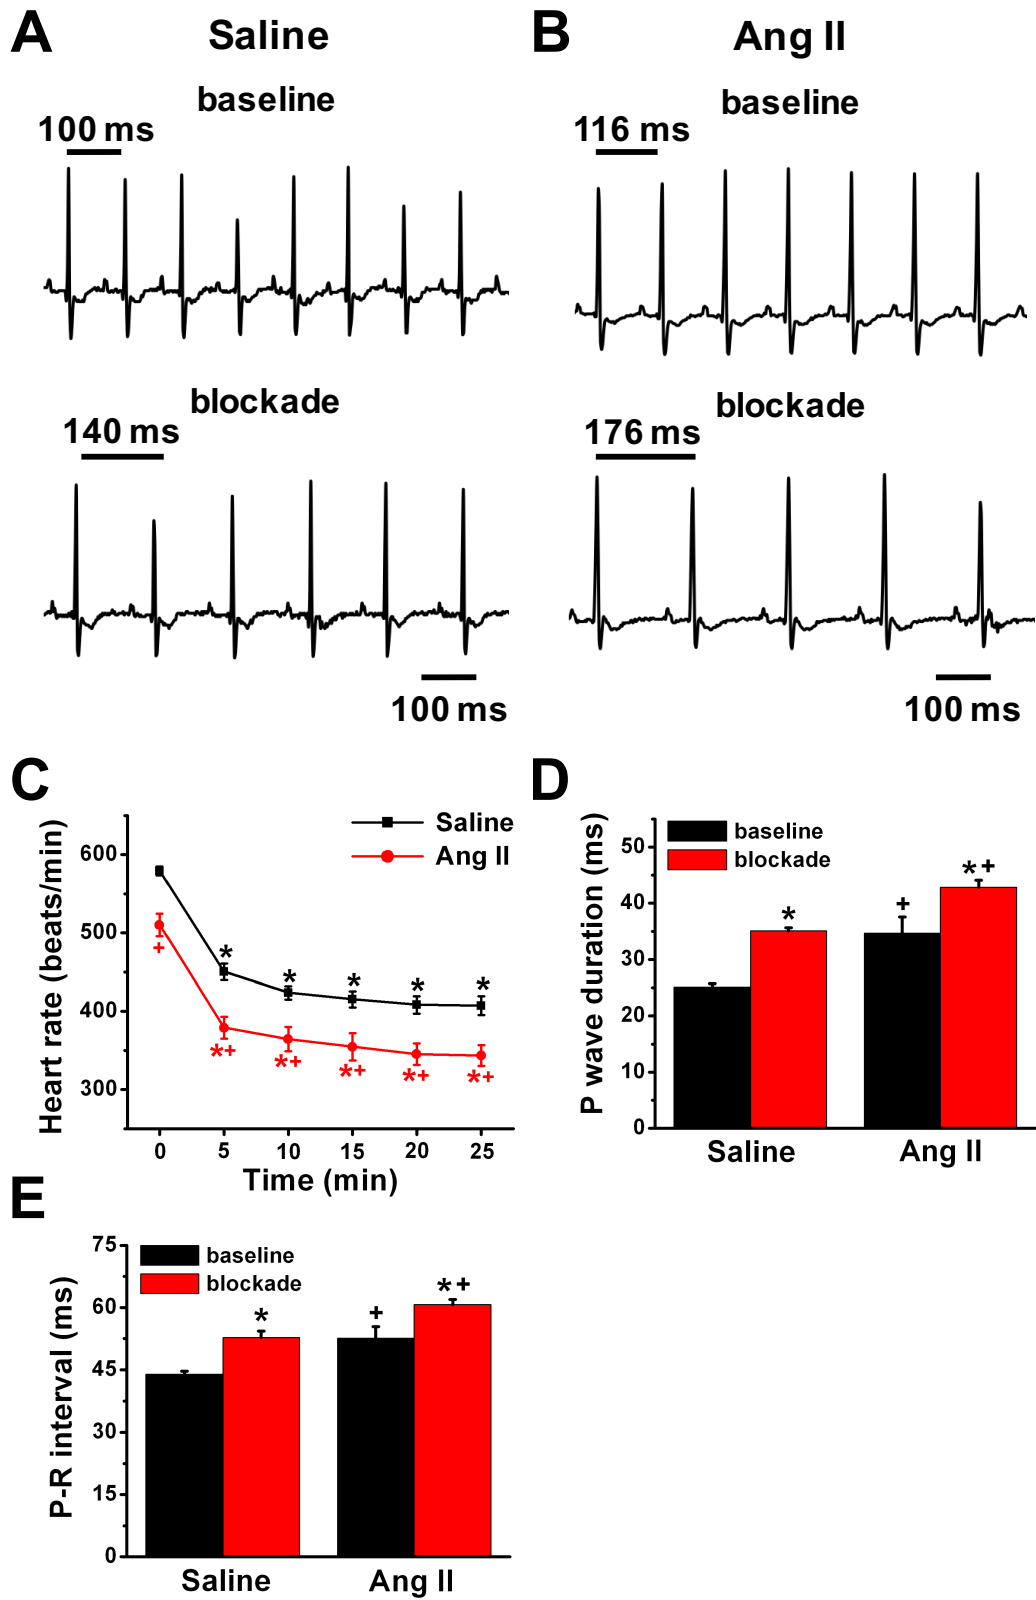 A Saline
baseline
100 ms
blockade
140 ms
100 ms
B Ang II
baseline
116 ms
blockade
176 ms
100 ms
C
Heart rate (beats/min)
Saline
Ang II
600
500
400
300
+
*
*
*
*
*
*+
*+
*+
*+
*+
0 5 10 15 20 25
Time (min)
D
P wave duration (ms)
baseline
blockade
50
40
30
20
10
0
*
+
*+
Saline Ang II
E
P-R interval (ms)
baseline
blockade
75
60
45
30
15
0
*
+
*+
Saline Ang II